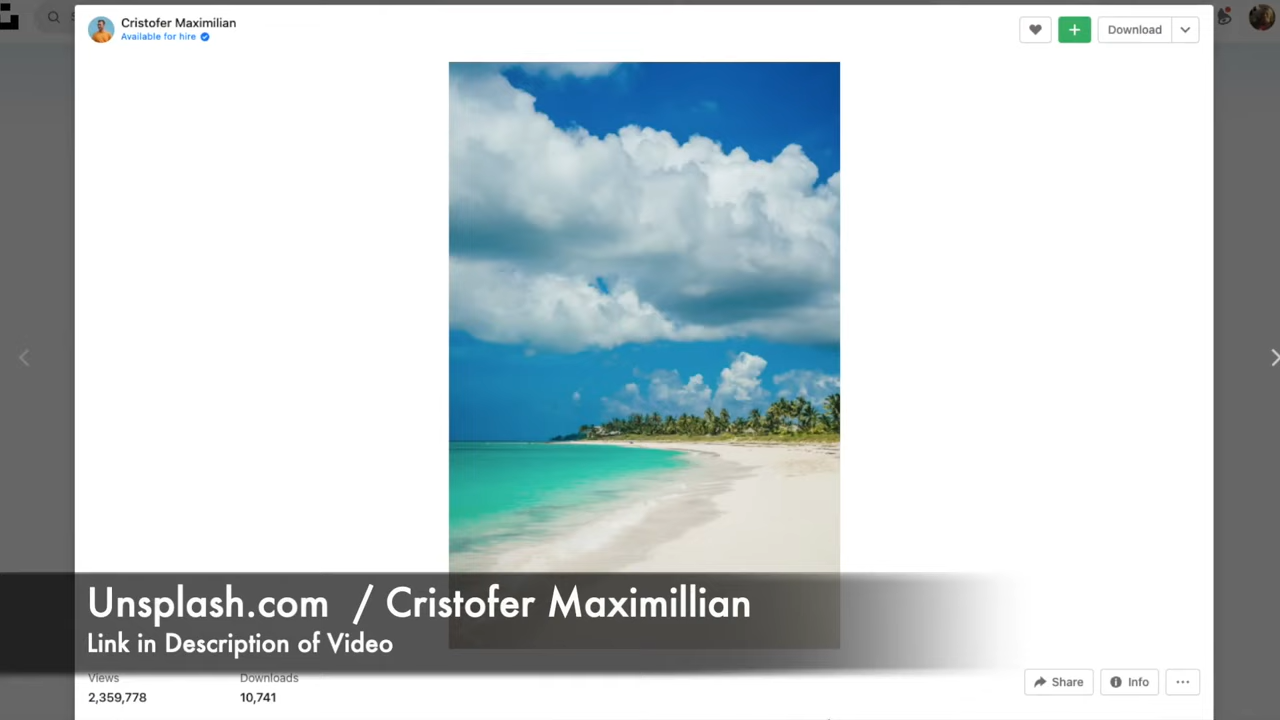 Cristofer Maximilian
Available for hire
Download
Unsplash.com / Cristofer Maximillian
Link in Description of Video
Views
Downloads
2,359,778
10,741
Share
Info